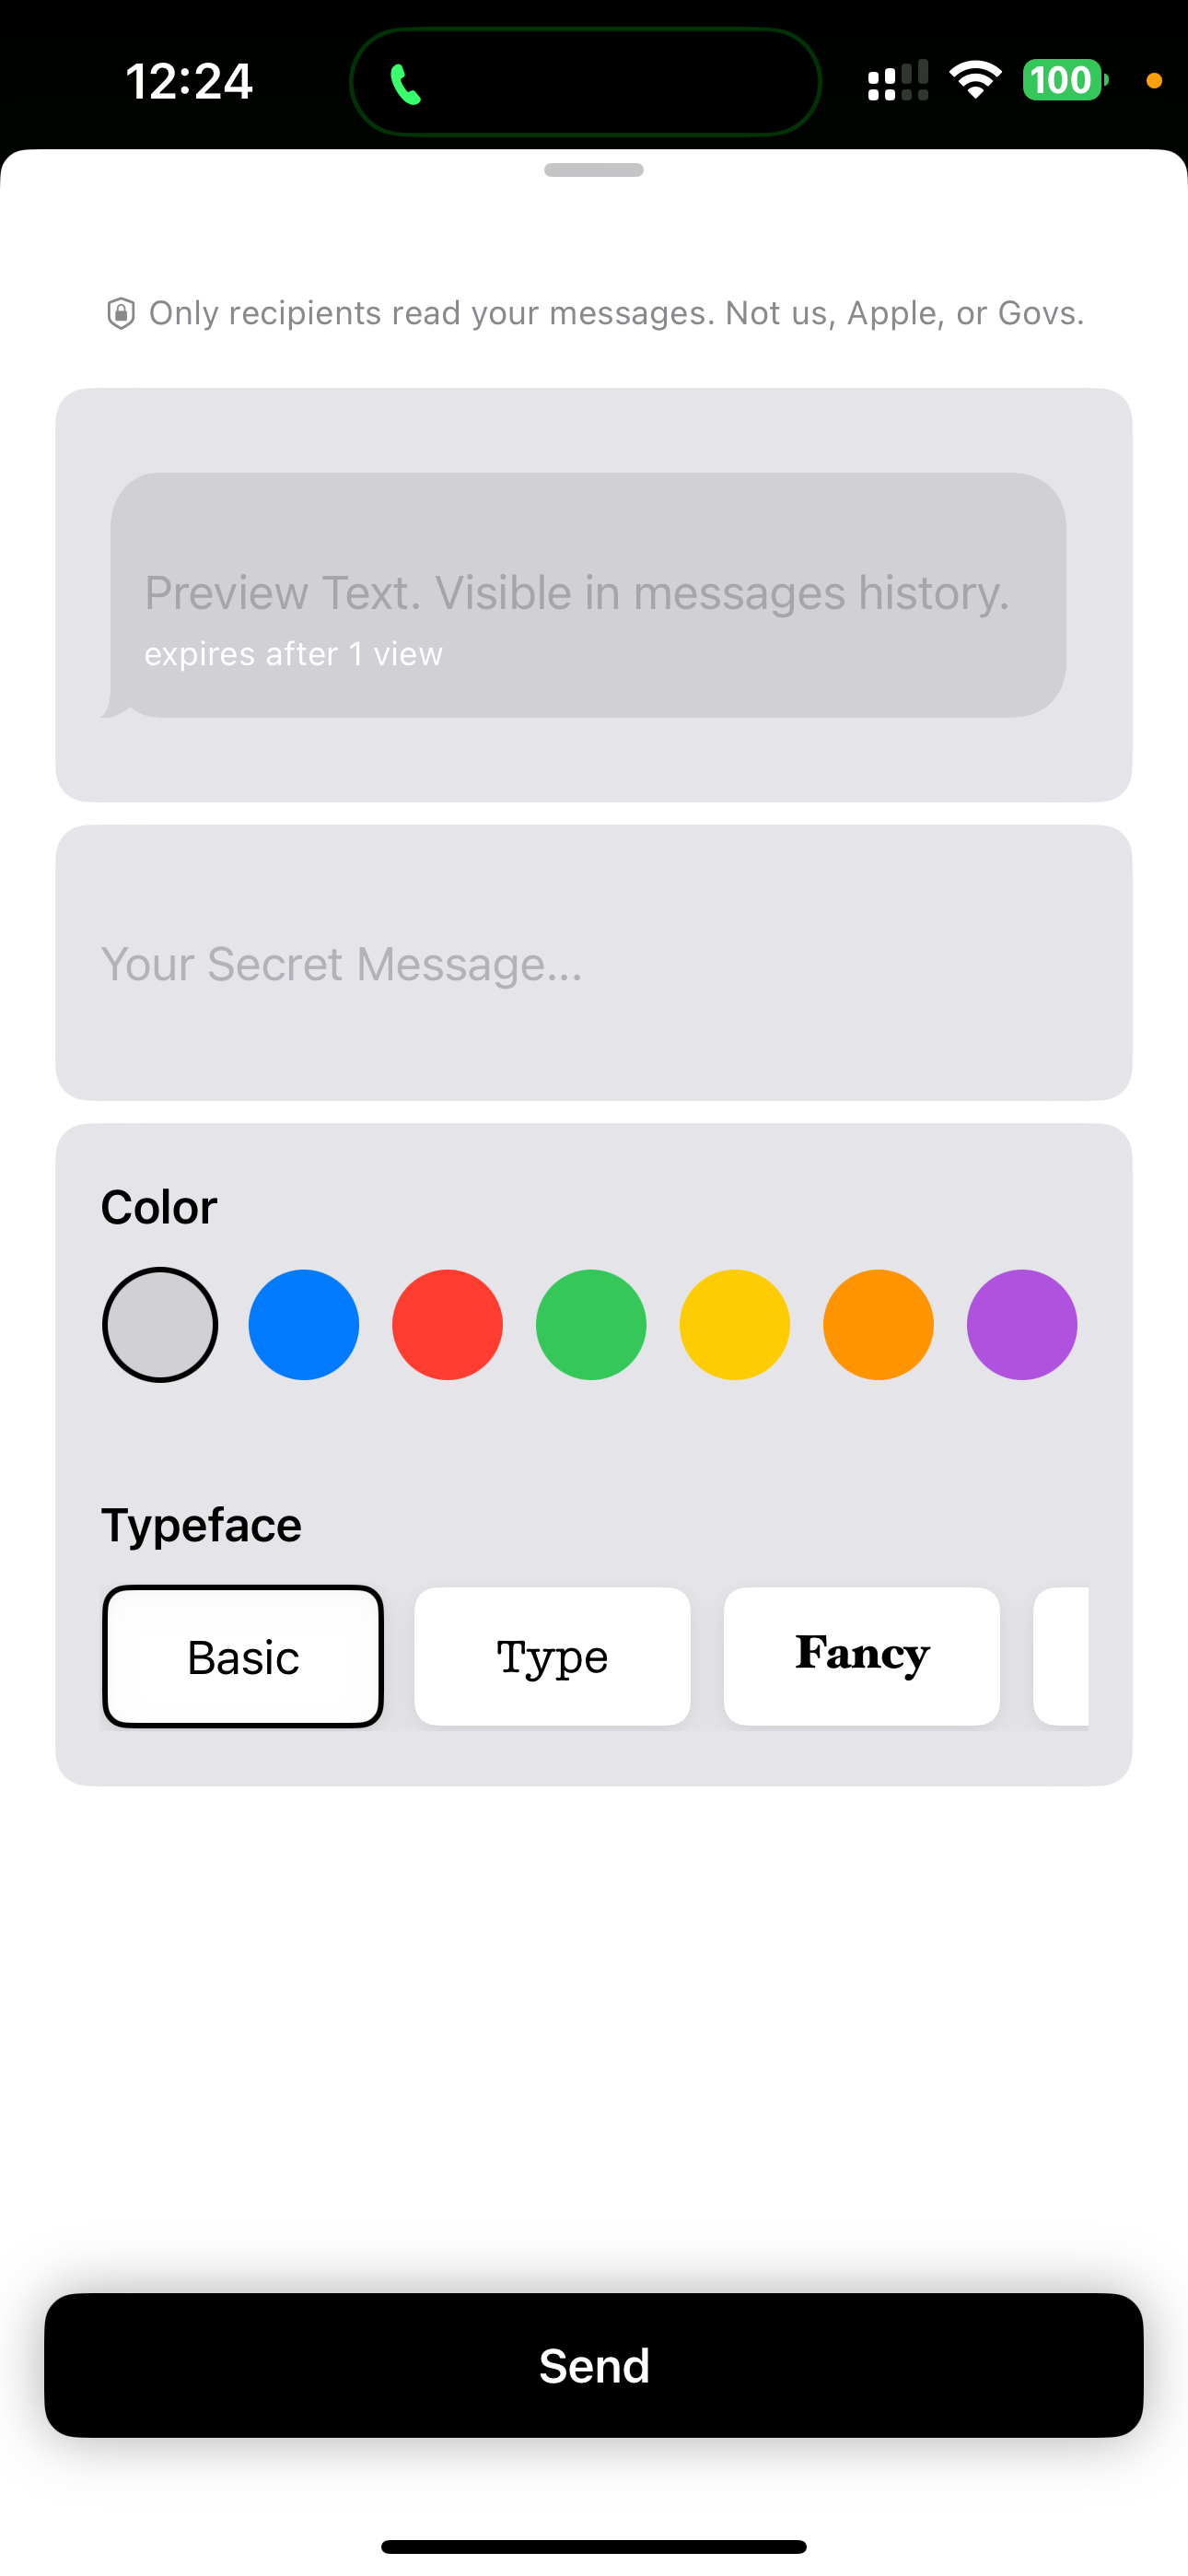 12:24
100
Only recipients read your messages. Not us, Apple, or Govs.
Preview Text. Visible in messages history.
expires after 1 view
Your Secret Message...
Color
Typeface
Basic
Type
Fancy
Send